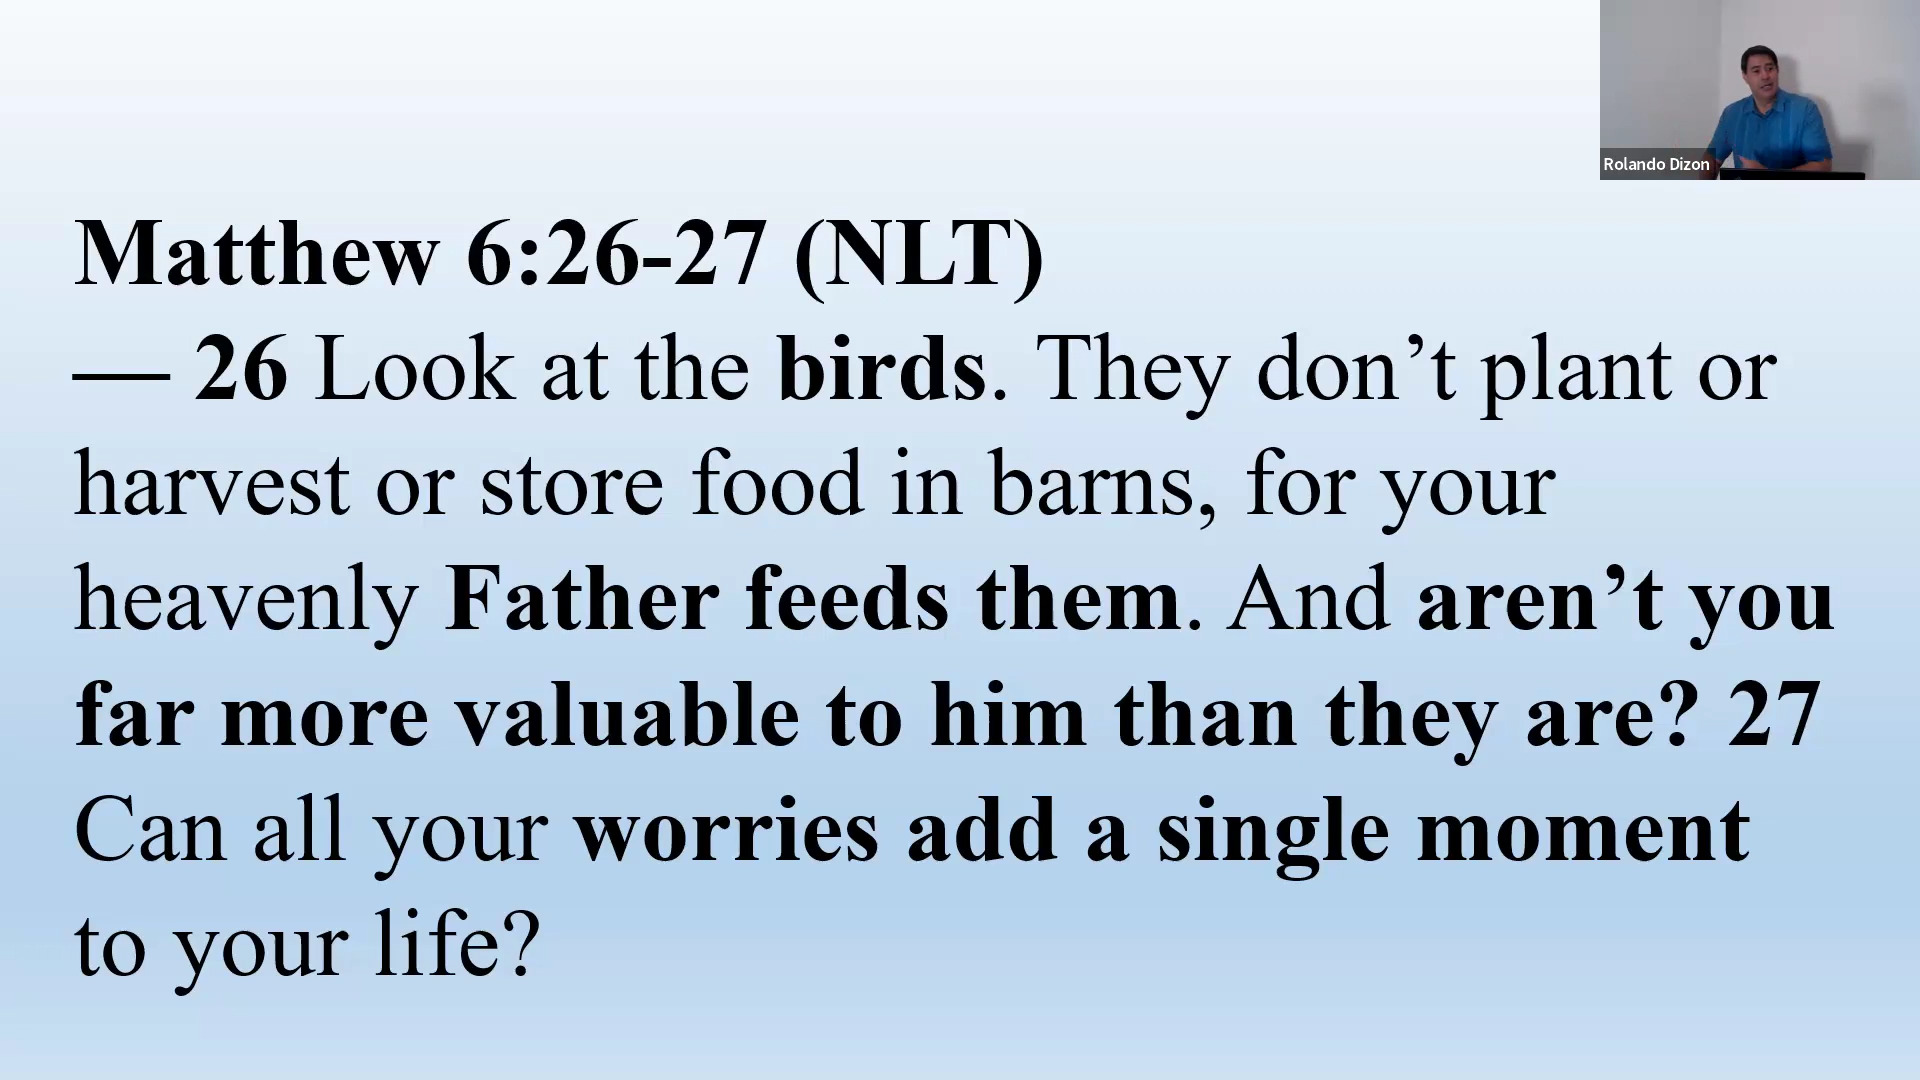 Rolando Dizon
Matthew 6:26-27 (NLT)
— 26 Look at the birds. They don’t plant or
harvest or store food in barns, for your
heavenly Father feeds them. And aren’t you
far more valuable to him than they are? 27
Can all your worries add a single moment
to your life?